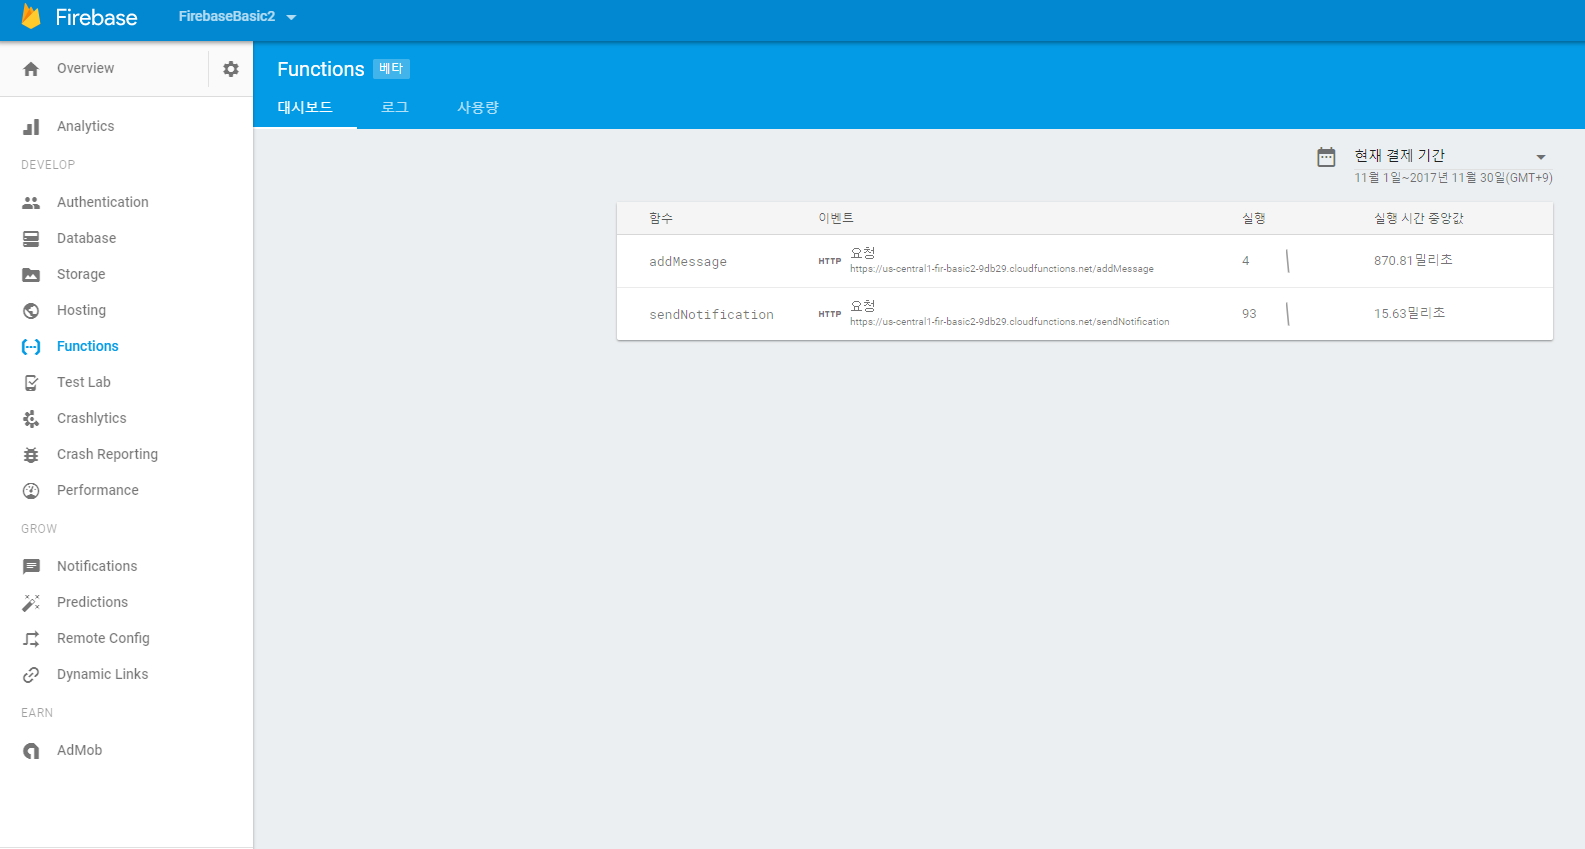 Firebase
FirebaseBasic2
Overview
Analytics
DEVELOP
Authentication
Database
Storage
Hosting
Functions
Test Lab
Crashlytics
Crash Reporting
Performance
GROW
Notifications
Predictions
Remote Config
Dynamic Links
EARN
AdMob
Functions 베타
대시보드 로그 사용량
현재 결제 기간
11월 1일~2017년 11월 30일(GMT+9)
함수 이벤트 실행 실행 시간 중앙값
addMessage HTTP 요청 4 870.81밀리초
https://us-central1-fir-basic2-9db29.cloudfunctions.net/addMessage
sendNotification HTTP 요청 93 15.63밀리초
https://us-central1-fir-basic2-9db29.cloudfunctions.net/sendNotification